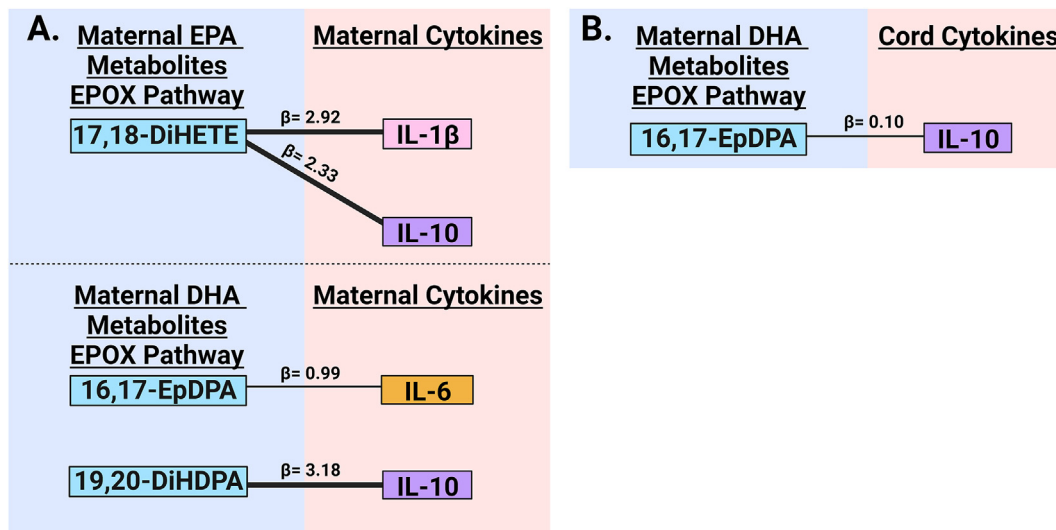 A.
Maternal EPA
Metabolites
EPOX Pathway
Maternal Cytokines
17,18-DiHETE
β= 2.92
IL-1β
β= 2.33
IL-10
Maternal DHA
Metabolites
EPOX Pathway
Maternal Cytokines
16,17-EpDPA
β= 0.99
IL-6
19,20-DiHDPA
β= 3.18
IL-10
B.
Maternal DHA
Metabolites
EPOX Pathway
Cord Cytokines
16,17-EpDPA
β= 0.10
IL-10